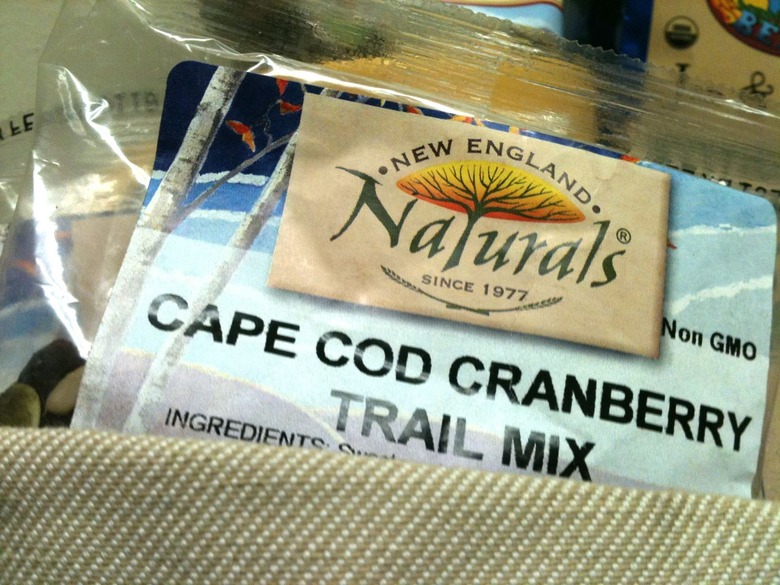 NEW ENGLAND
Naturals®
SINCE 1977
Non GMO
CAPE COD CRANBERRY
TRAIL MIX
INGREDIENTS:
&